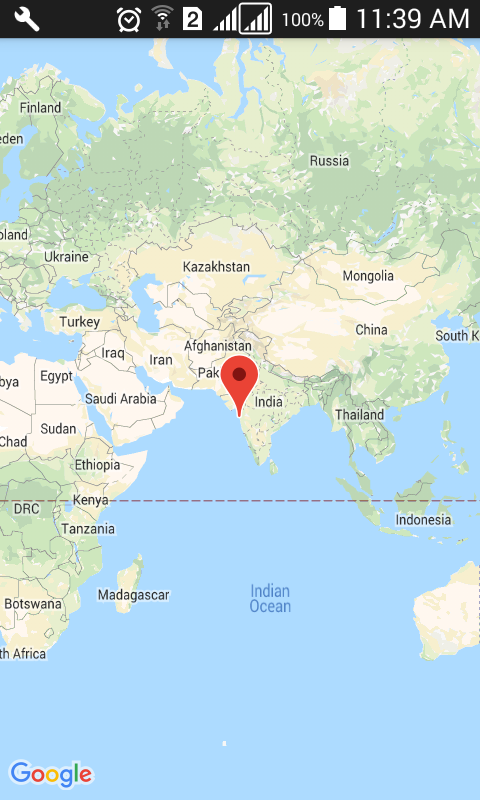 2 100% 11:39 AM
Finland
eden
Russia
oland
Ukraine
Kazakhstan
Mongolia
Turkey
China
South K
Afghanistan
Iraq
Iran
Pak
Egypt
bya
Saudi Arabia
India
Thailand
Sudan
Chad
Ethiopia
Kenya
DRC
Indonesia
Tanzania
Indian
Ocean
Madagascar
Botswana
th Africa
Google